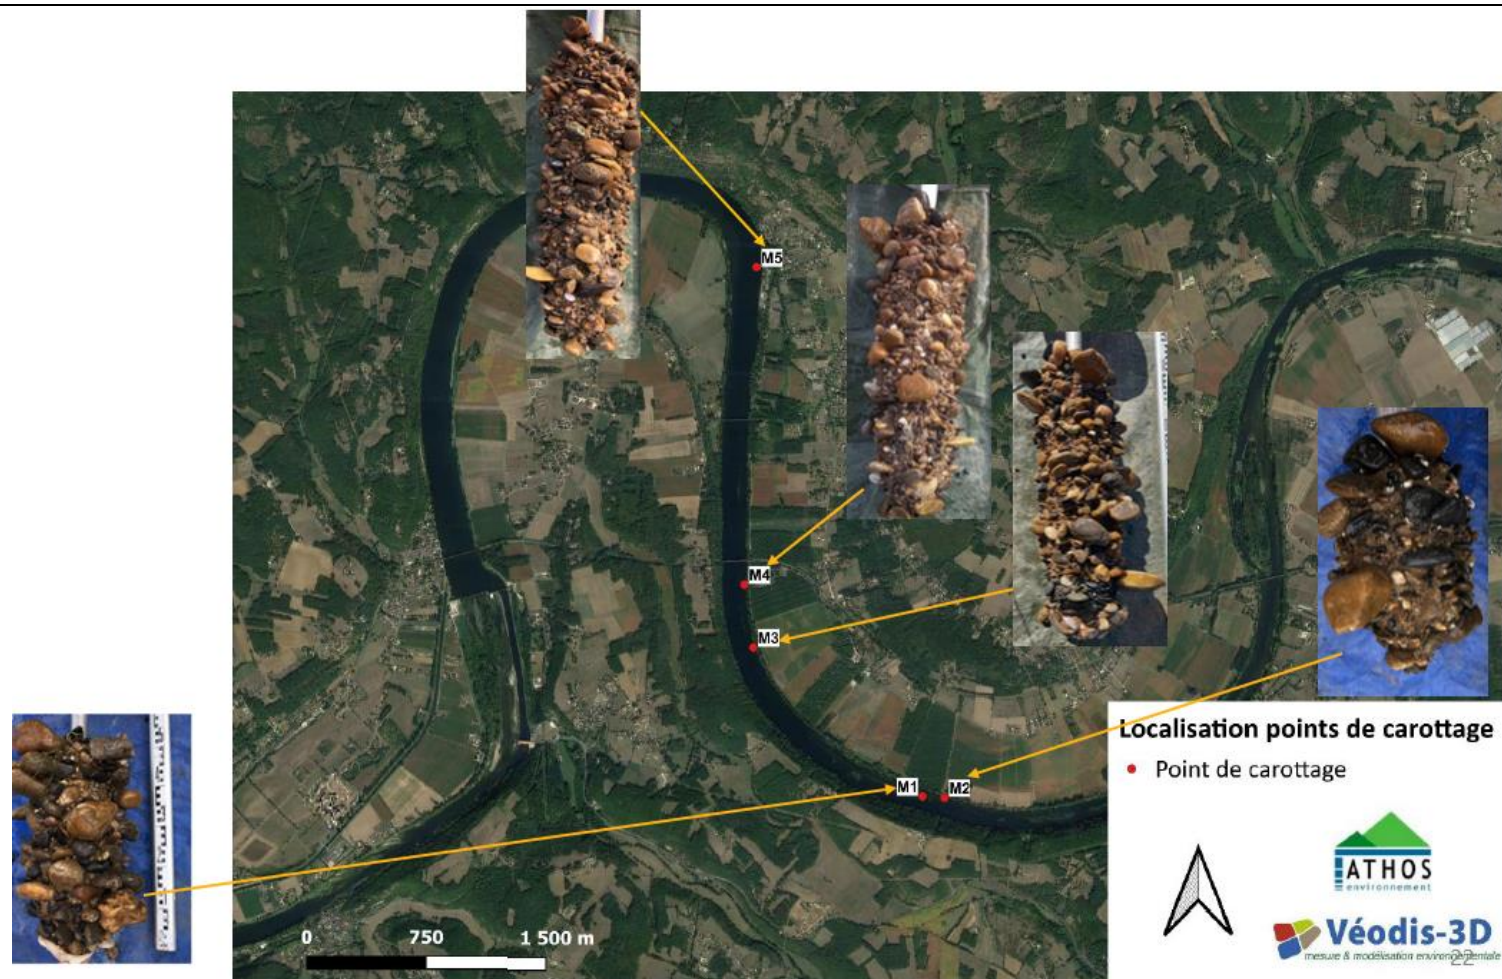 M5
M4
M3
M1
M2
Localisation points de carottage
Point de carottage
0 750 1 500 m
ATHOS
environnement
Véodis-3D
mesure & modélisation environnementale
22